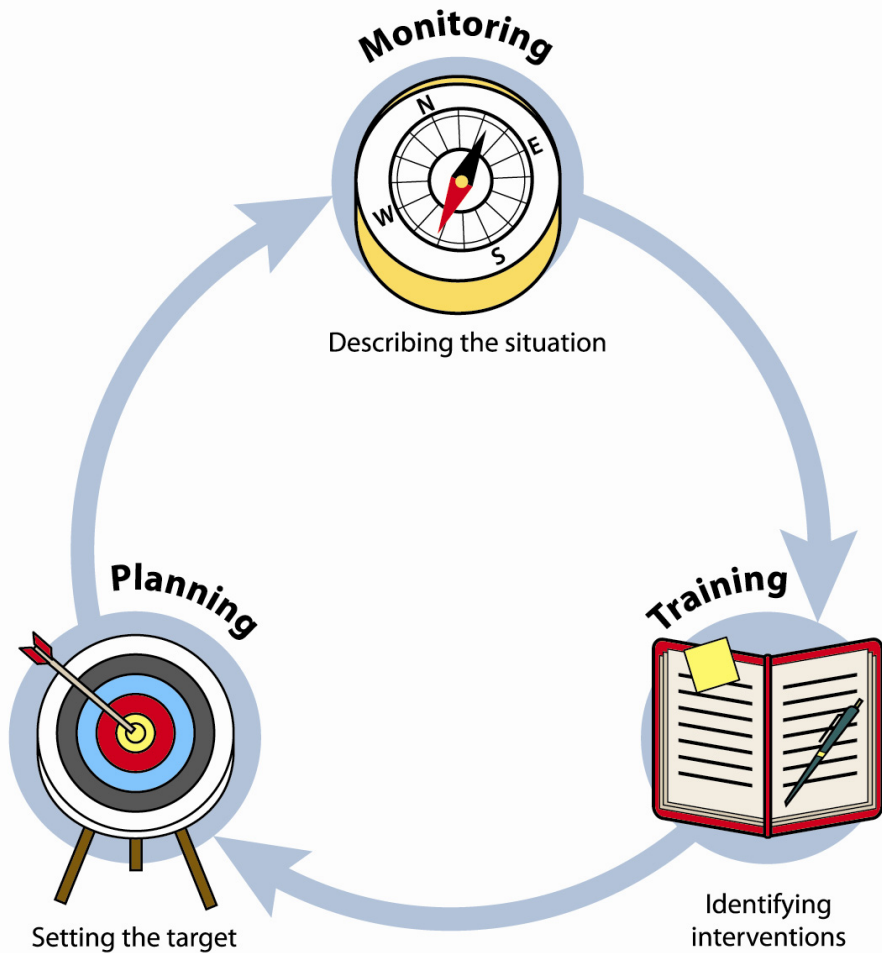 Monitoring
N
E
W
S
Describing the situation
Planning
Training
Setting the target
Identifying
interventions